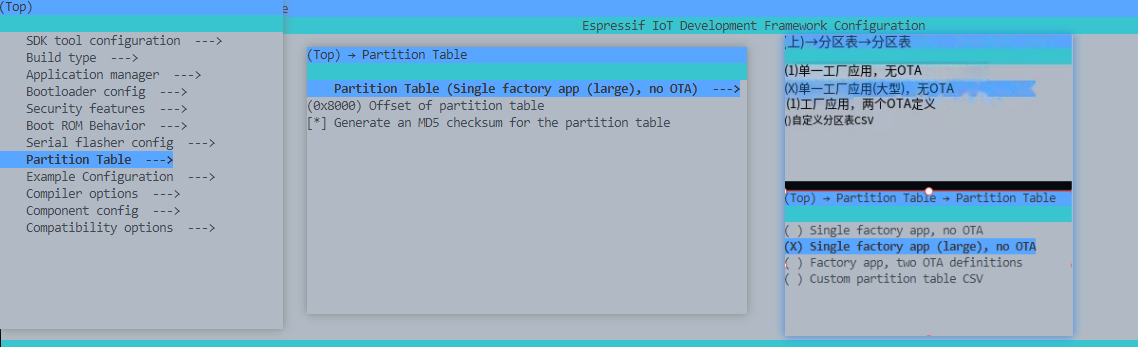 (Top)
e
Espressif IoT Development Framework Configuration
SDK tool configuration --->
Build type --->
Application manager --->
Bootloader config --->
Security features --->
Boot ROM Behavior --->
Serial flasher config --->
Partition Table --->
Example Configuration --->
Compiler options --->
Component config --->
Compatibility options --->
(Top) → Partition Table
Partition Table (Single factory app (large), no OTA) --->
(0x8000) Offset of partition table
[*] Generate an MD5 checksum for the partition table
(上)→分区表→分区表
(1)单一工厂应用，无OTA
(X)单一工厂应用(大型)，无OTA
(1)工厂应用，两个OTA定义
()自定义分区表CSV
(Top) → Partition Table → Partition Table
( ) Single factory app, no OTA
(X) Single factory app (large), no OTA
( ) Factory app, two OTA definitions
( ) Custom partition table CSV